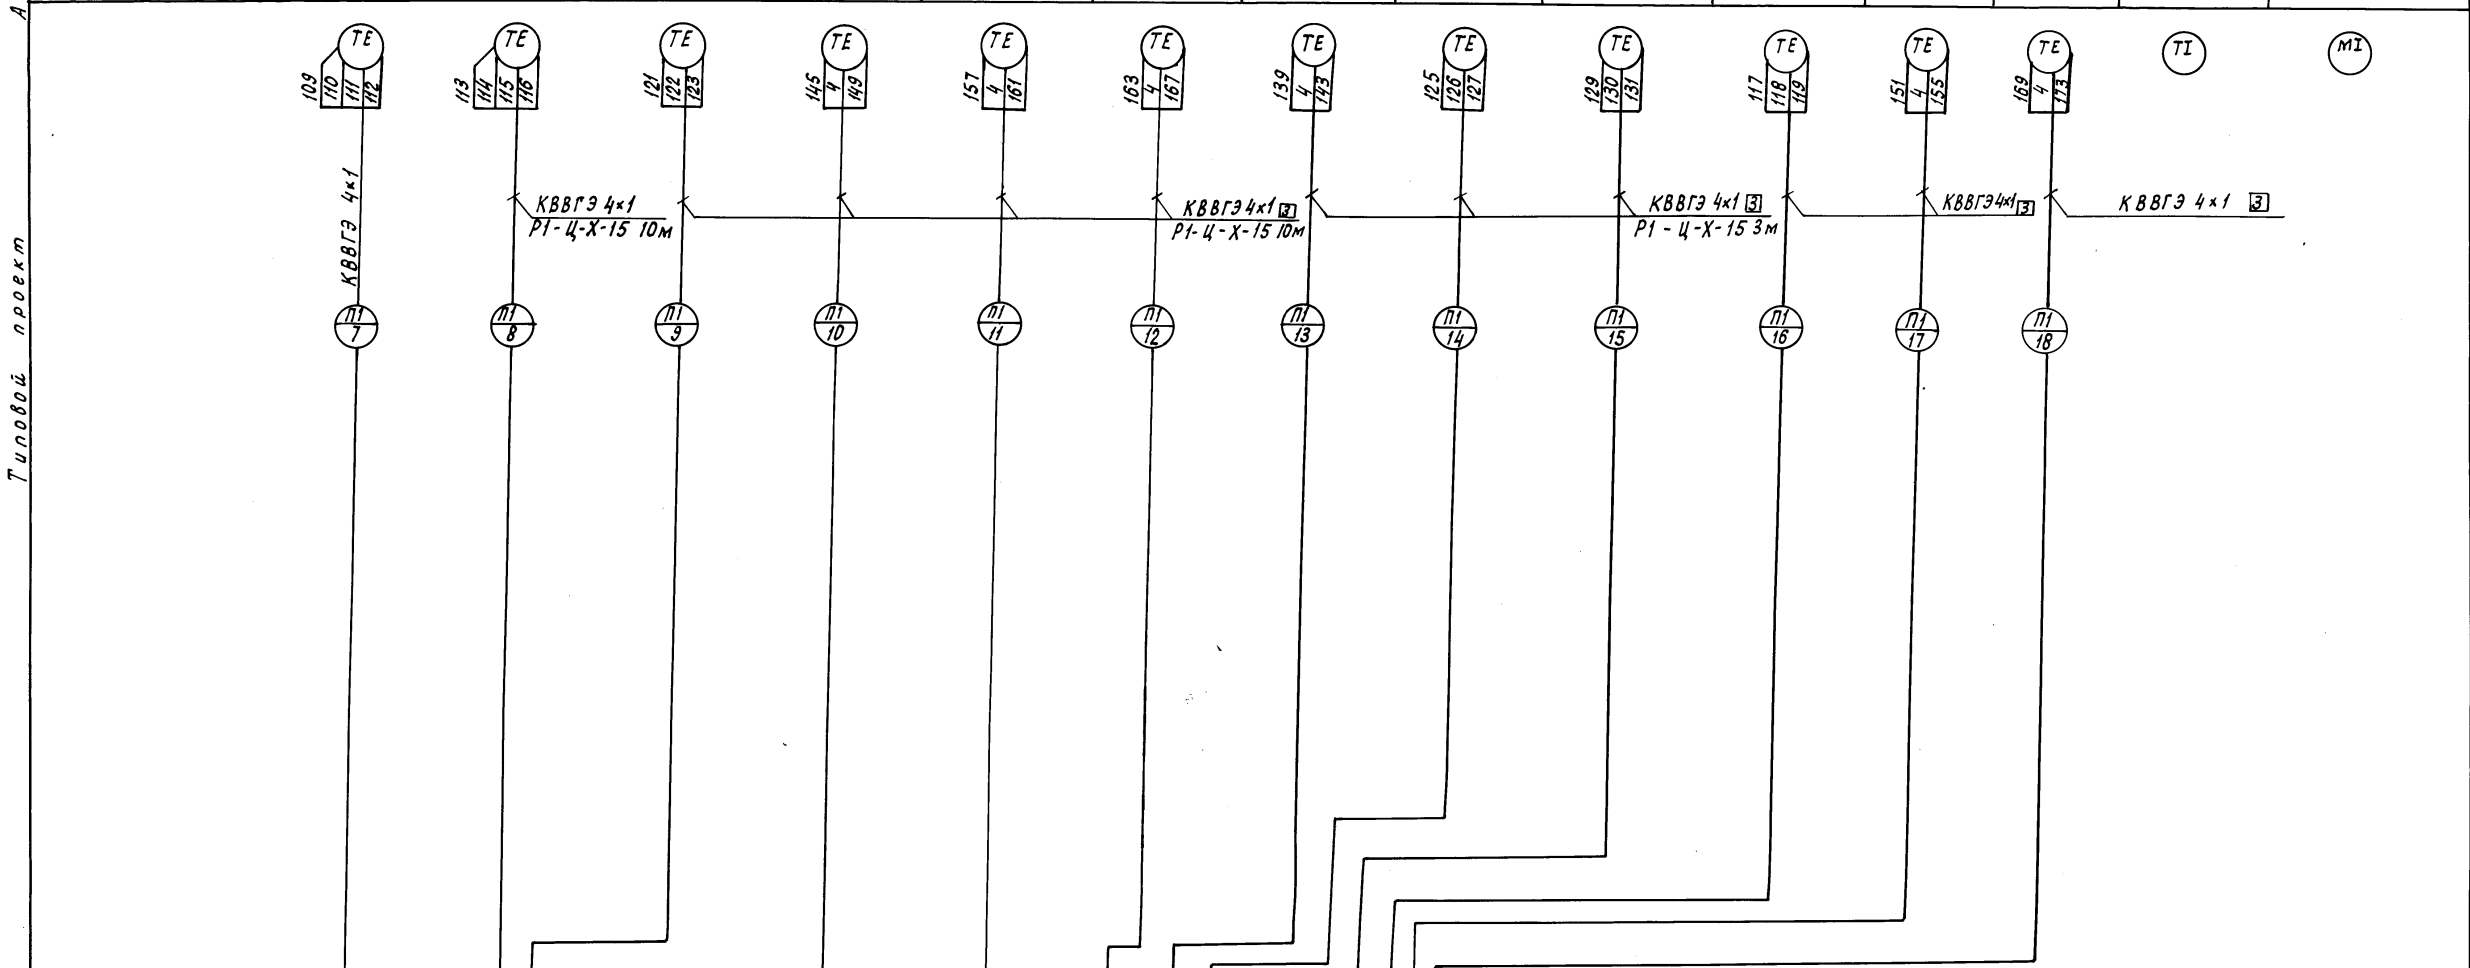 А
Типовой проект
TE TE TE TE TE TE TE TE TE TE TE TE TI MI
109 110 111 112
113 114 115 116
121 122 123
145 4 149
157 4 161
163 4 167
139 4 143
125 126 127
129 130 131
117 118 119
151 4 155
169 4 173
КВВГЭ 4×1
КВВГЭ 4×1
Р1-Ц-Х-15 10м
КВВГЭ 4×1 3
Р1-Ц-Х-15 10м
КВВГЭ 4×1 3
Р1-Ц-Х-15 3м
КВВГЭ 4×1 3
КВВГЭ 4×1 3
П1 П1 П1 П1 П1 П1 П1 П1 П1 П1 П1 П1
7 8 9 10 11 12 13 14 15 16 17 18